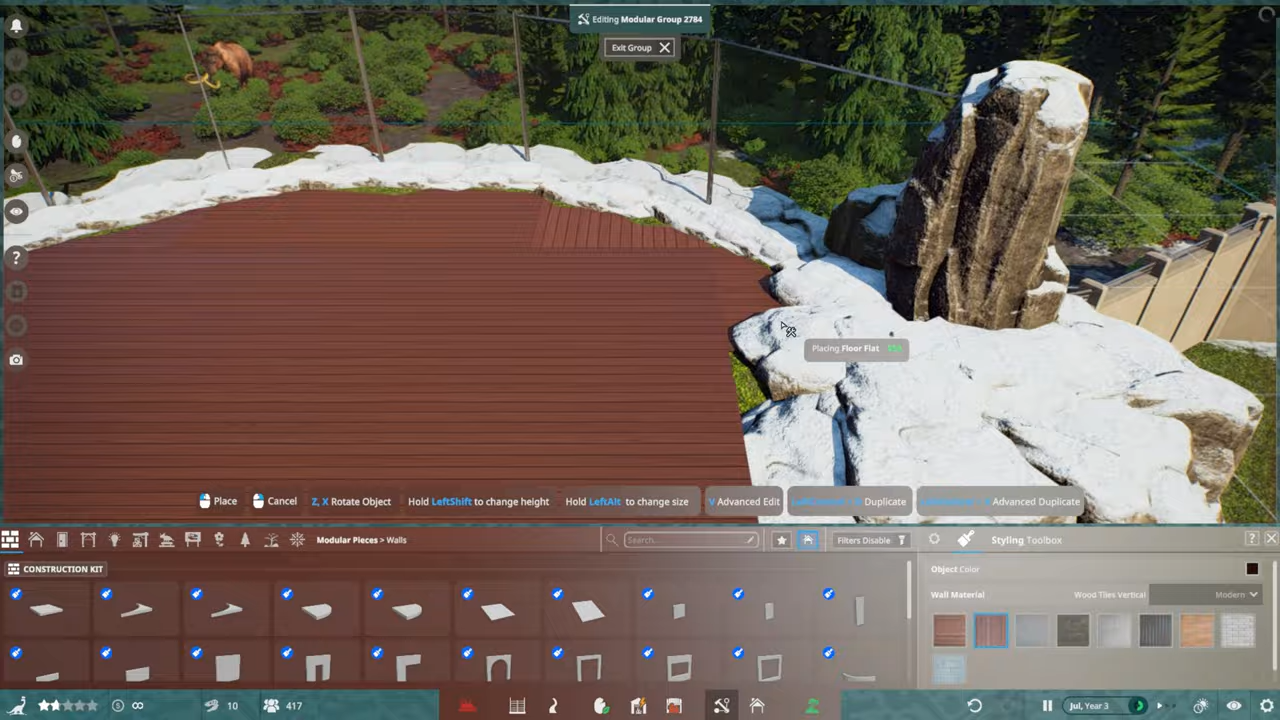 Editing Modular Group 2784
Exit Group
Placing Floor Flat
Place
Cancel
Z, X Rotate Object
Hold LeftShift to change height
Hold LeftAlt to change size
V Advanced Edit
Duplicate
Advanced Duplicate
Modular Pieces > Walls
Search...
Filters Disable
Styling Toolbox
?
CONSTRUCTION KIT
Object Color
Wall Material
Wood Tiles Vertical
Modern
10
417
Jul, Year 3